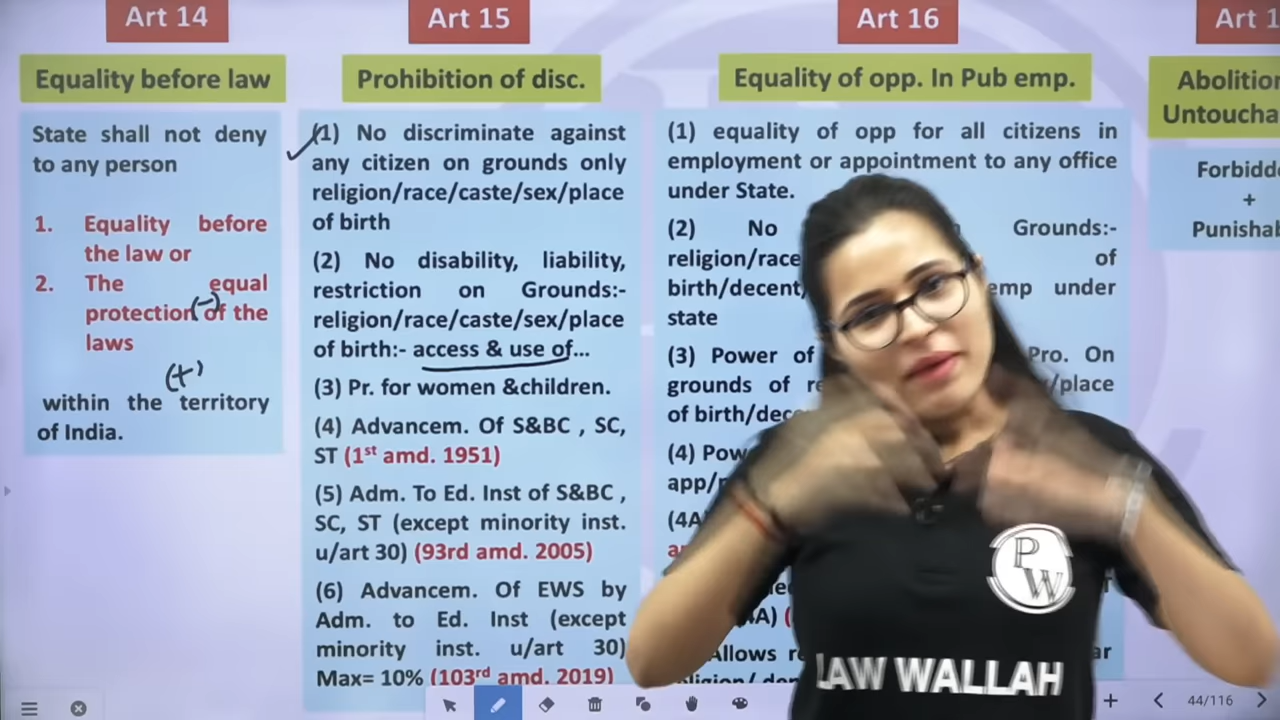 Art 14
Equality before law
State shall not deny
to any person
1. Equality before
the law or
2. The equal
protection (-) of the
laws
(+)
within the territory
of India.
Art 15
Prohibition of disc.
(1) No discriminate against
any citizen on grounds only
religion/race/caste/sex/place
of birth
(2) No disability, liability,
restriction on Grounds:-
religion/race/caste/sex/place
of birth:- access & use of...
(3) Pr. for women &children.
(4) Advancem. Of S&BC , SC,
ST (1st amd. 1951)
(5) Adm. To Ed. Inst of S&BC ,
SC, ST (except minority inst.
u/art 30) (93rd amd. 2005)
(6) Advancem. Of EWS by
Adm. to Ed. Inst (except
minority inst. u/art 30)
Max= 10% (103rd amd. 2019)
Art 16
Equality of opp. In Pub emp.
(1) equality of opp for all citizens in
employment or appointment to any office
under State.
(2) No Grounds:-
religion/race of
birth/decent, emp under
state
(3) Power of Pro. On
grounds of /place
of birth/dec
(4) Pow
app/
(4A
4A)
Allows
Art 1
Abolition
Untoucha
Forbidde
+
Punishab
PW
LAW WALLAH
44/116